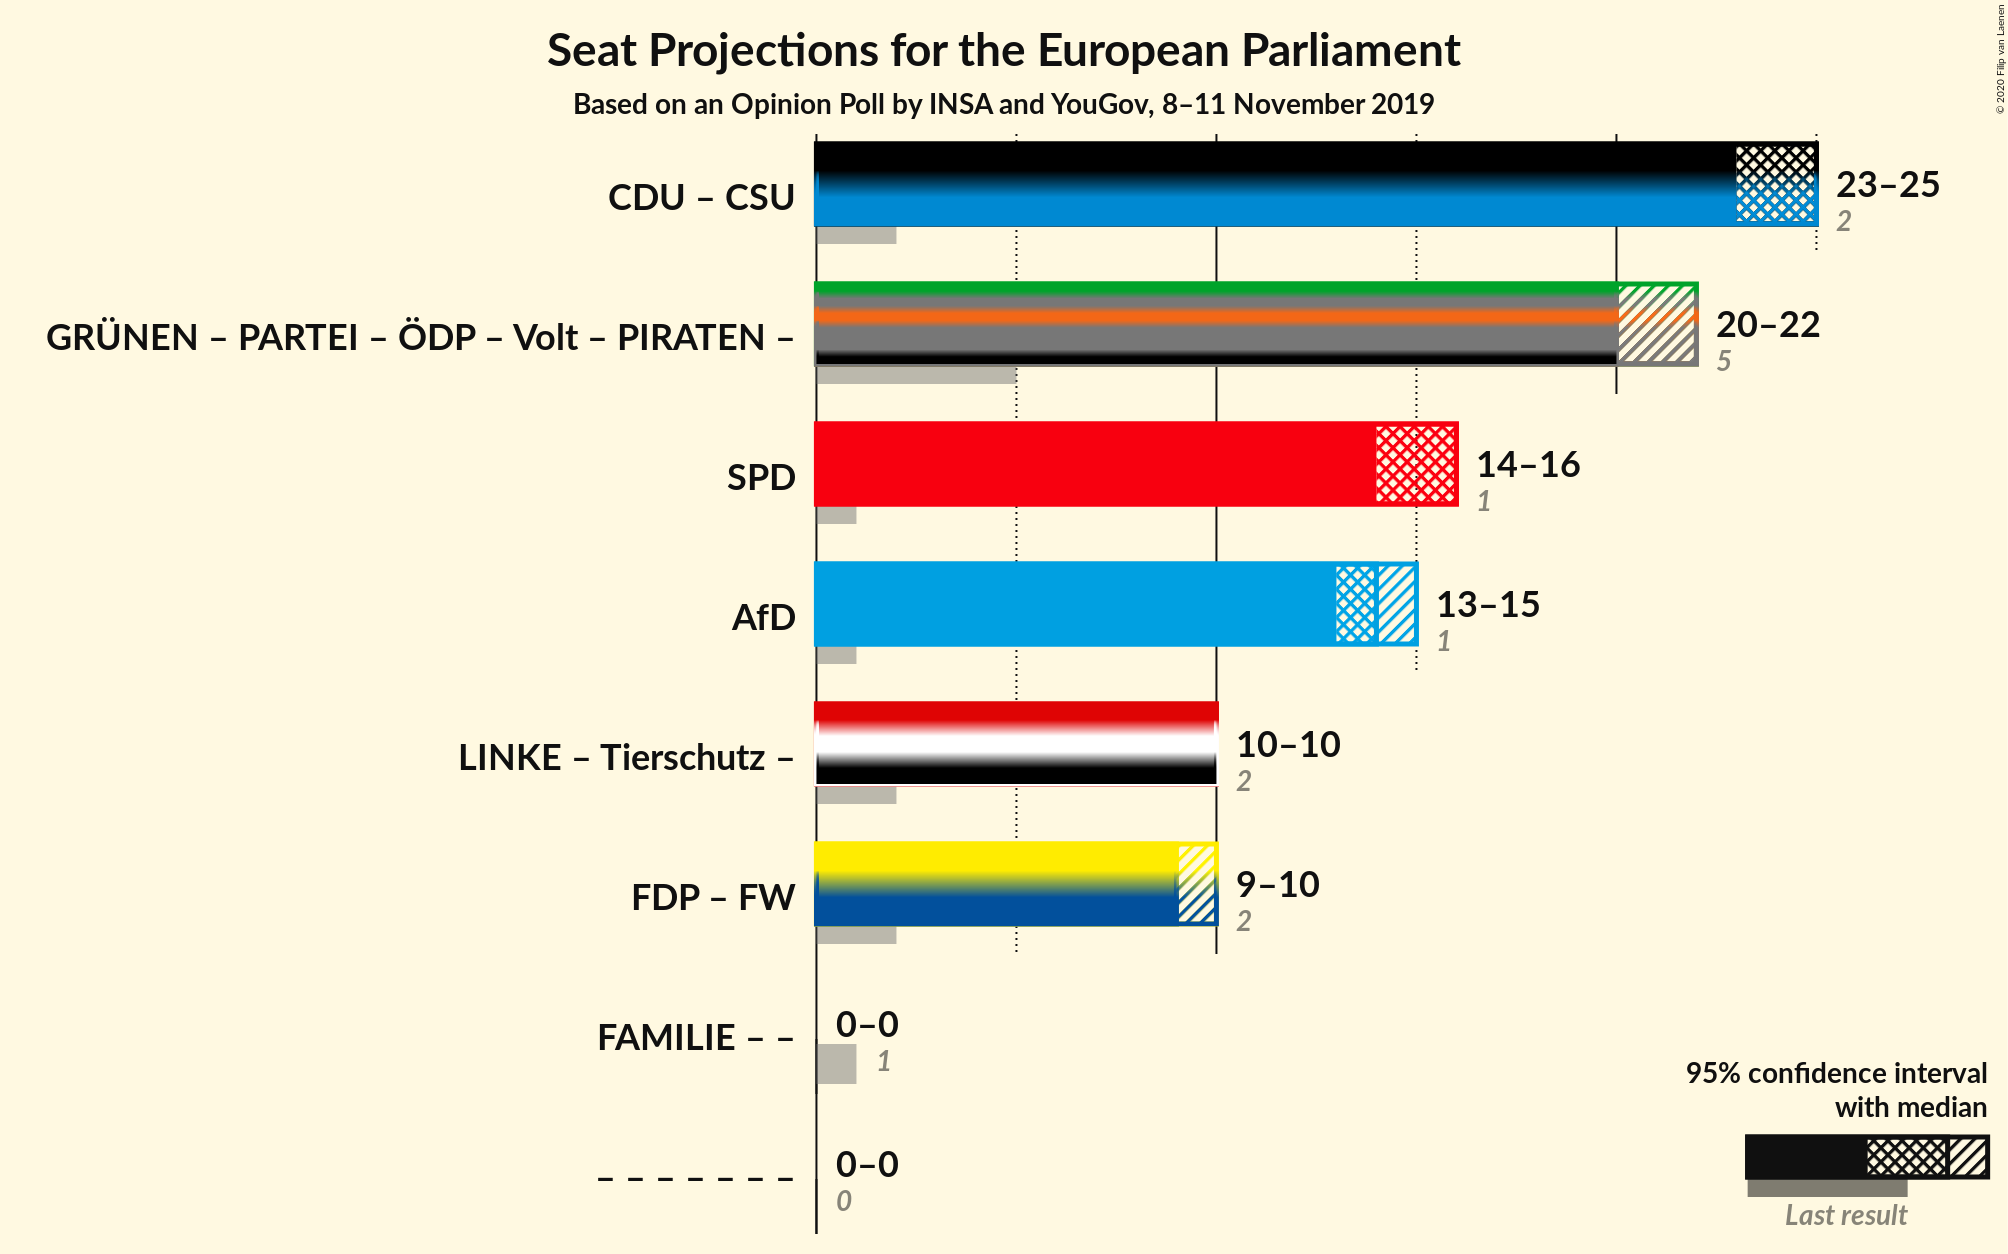 Seat Projections for the European Parliament
Based on an Opinion Poll by INSA and YouGov, 8–11 November 2019
© 2020 Filip van Laenen
CDU – CSU
23–25
2
GRÜNEN – PARTEI – ÖDP – Volt – PIRATEN –
20–22
5
SPD
14–16
1
AfD
13–15
1
LINKE – Tierschutz –
10–10
2
FDP – FW
9–10
2
FAMILIE – –
0–0
1
– – – – – – –
0–0
0
95% confidence interval
with median
Last result